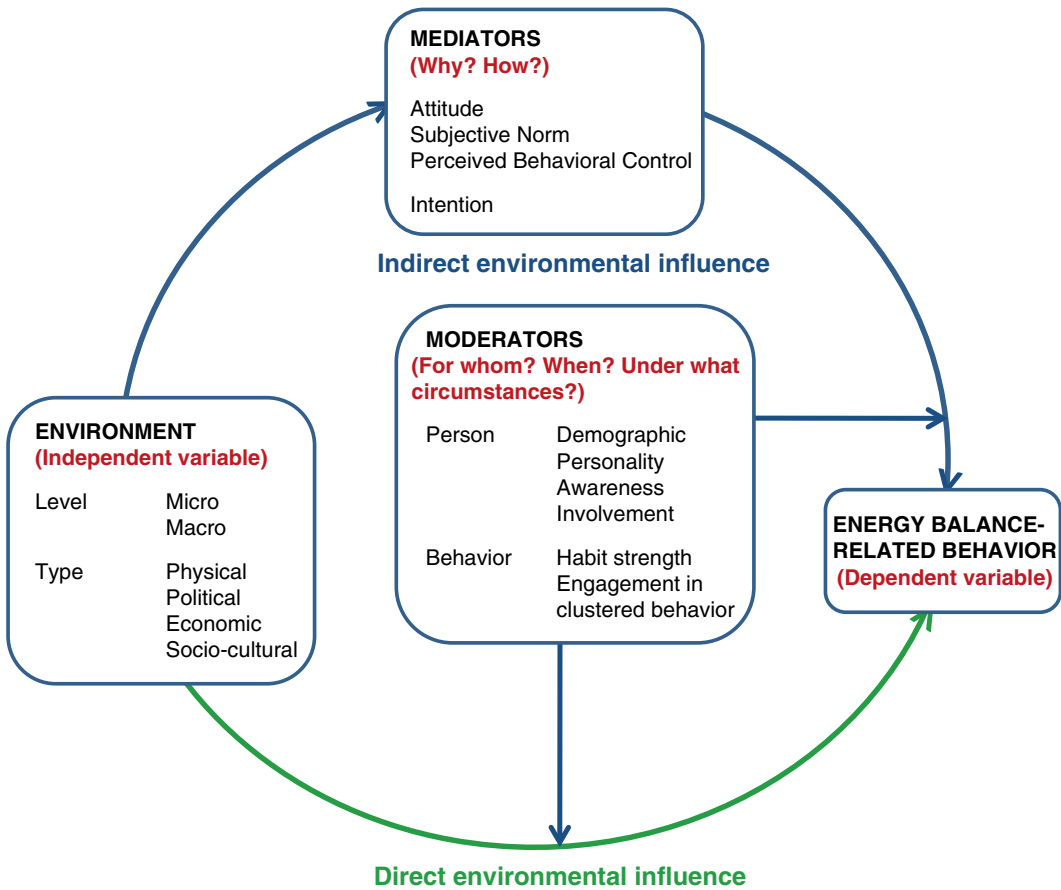 MEDIATORS
(Why? How?)
Attitude
Subjective Norm
Perceived Behavioral Control
Intention
Indirect environmental influence
MODERATORS
(For whom? When? Under what
circumstances?)
Person Demographic
Personality
Awareness
Involvement
Behavior Habit strength
Engagement in
clustered behavior
ENVIRONMENT
(Independent variable)
Level Micro
Macro
Type Physical
Political
Economic
Socio-cultural
ENERGY BALANCE-
RELATED BEHAVIOR
(Dependent variable)
Direct environmental influence